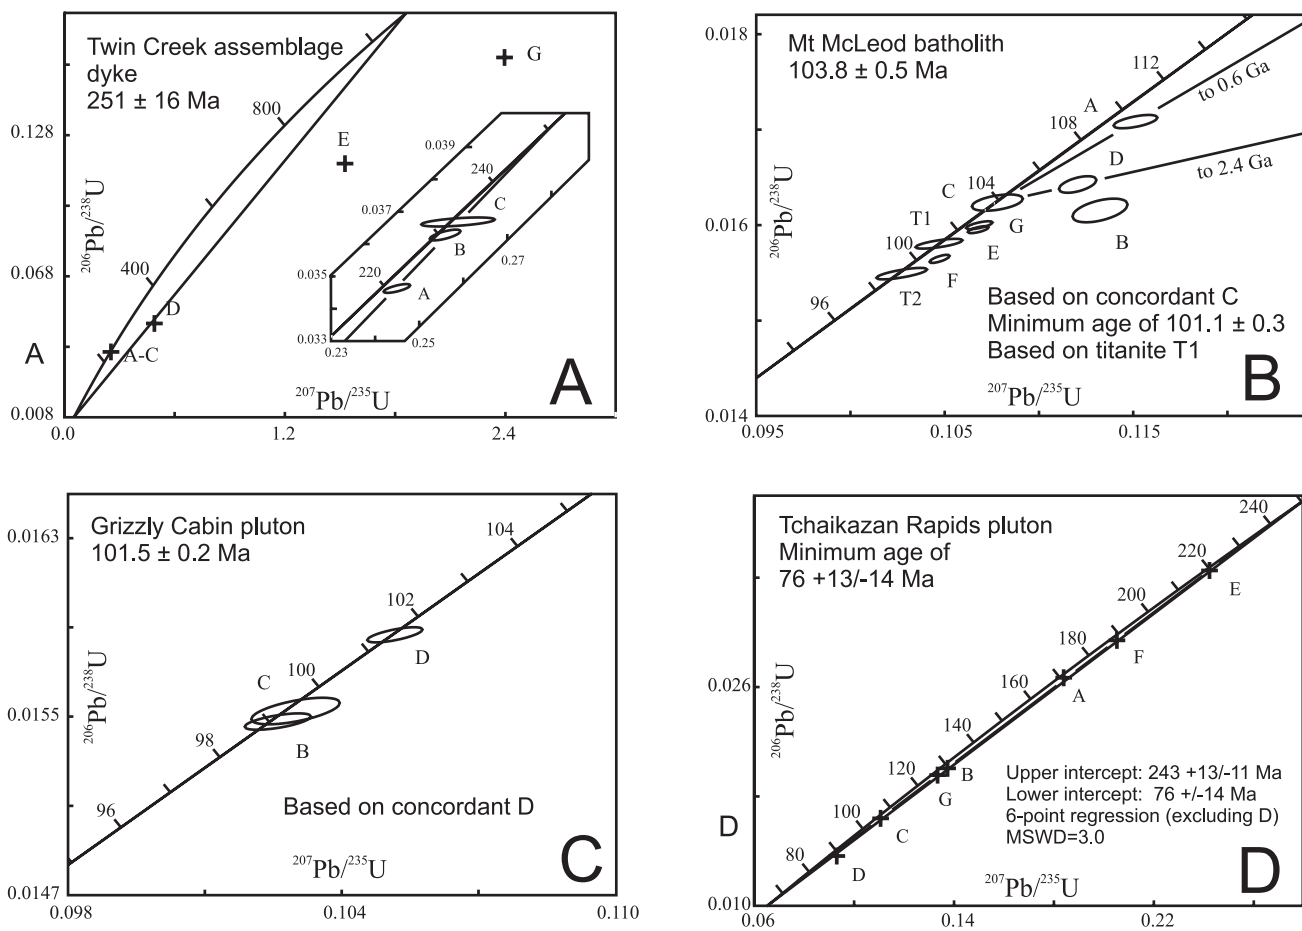 Twin Creek assemblage
dyke
251 ± 16 Ma
G
E
D
A-C
800
400
0.128
0.068
0.008
0.0
1.2
2.4
²⁰⁶Pb/²³⁸U
²⁰⁷Pb/²³⁵U
A
0.039
0.037
0.035
0.033
0.23
0.25
0.27
240
220
C
B
A
A
Mt McLeod batholith
103.8 ± 0.5 Ma
0.018
0.016
0.014
0.095
0.105
0.115
²⁰⁶Pb/²³⁸U
²⁰⁷Pb/²³⁵U
112
108
104
100
96
A
to 0.6 Ga
D
to 2.4 Ga
C
G
B
T1
E
F
T2
Based on concordant C
Minimum age of 101.1 ± 0.3
Based on titanite T1
B
Grizzly Cabin pluton
101.5 ± 0.2 Ma
0.0163
0.0155
0.0147
0.098
0.104
0.110
²⁰⁶Pb/²³⁸U
²⁰⁷Pb/²³⁵U
104
102
100
98
96
D
C
B
Based on concordant D
C
Tchaikazan Rapids pluton
Minimum age of
76 +13/-14 Ma
0.026
0.010
0.06
0.14
0.22
²⁰⁶Pb/²³⁸U
²⁰⁷Pb/²³⁵U
D
240
220
200
180
160
140
120
100
80
E
F
A
B
G
C
D
Upper intercept: 243 +13/-11 Ma
Lower intercept: 76 +/-14 Ma
6-point regression (excluding D)
MSWD=3.0
D